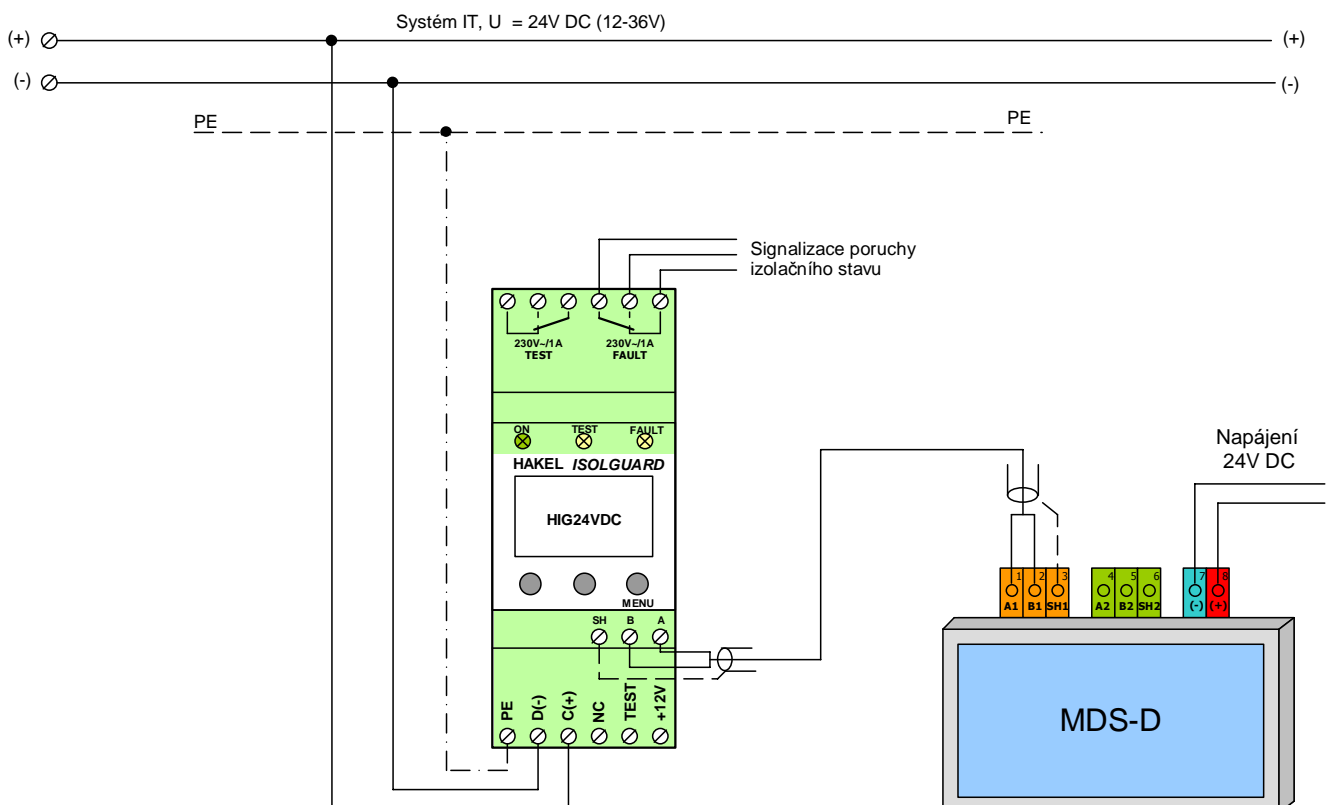 Systém IT, U = 24V DC (12-36V)
(+) (+)
(-) (-)
PE PE
Signalizace poruchy
izolačního stavu
230V~/1A 230V~/1A
TEST FAULT
ON TEST FAULT
HAKEL ISOLGUARD
HIG24VDC
MENU
SH B A
PE D(-) C(+) NC TEST +12V
Napájení
24V DC
1 2 3 4 5 6 7 8
A1 B1 SH1 A2 B2 SH2 (-) (+)
MDS-D